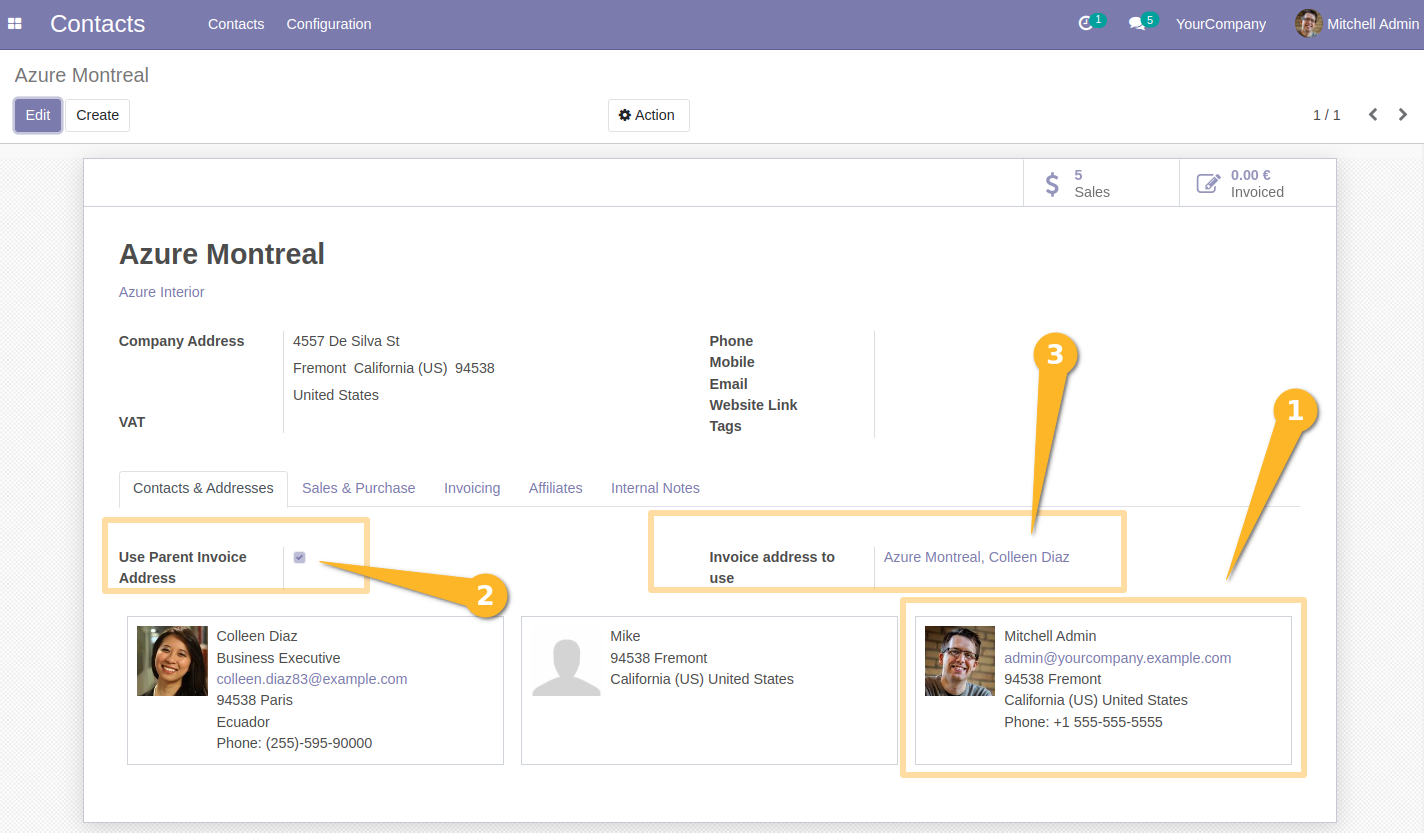 Contacts
Contacts
Configuration
1
5
YourCompany
Mitchell Admin
Azure Montreal
Edit
Create
Action
1 / 1
5
Sales
0.00 €
Invoiced
Azure Montreal
Azure Interior
Company Address
4557 De Silva St
Fremont California (US) 94538
United States
VAT
Phone
Mobile
Email
Website Link
Tags
3
1
Contacts & Addresses
Sales & Purchase
Invoicing
Affiliates
Internal Notes
Use Parent Invoice
Address
2
Invoice address to
use
Azure Montreal, Colleen Diaz
Colleen Diaz
Business Executive
colleen.diaz83@example.com
94538 Paris
Ecuador
Phone: (255)-595-90000
Mike
94538 Fremont
California (US) United States
Mitchell Admin
admin@yourcompany.example.com
94538 Fremont
California (US) United States
Phone: +1 555-555-5555